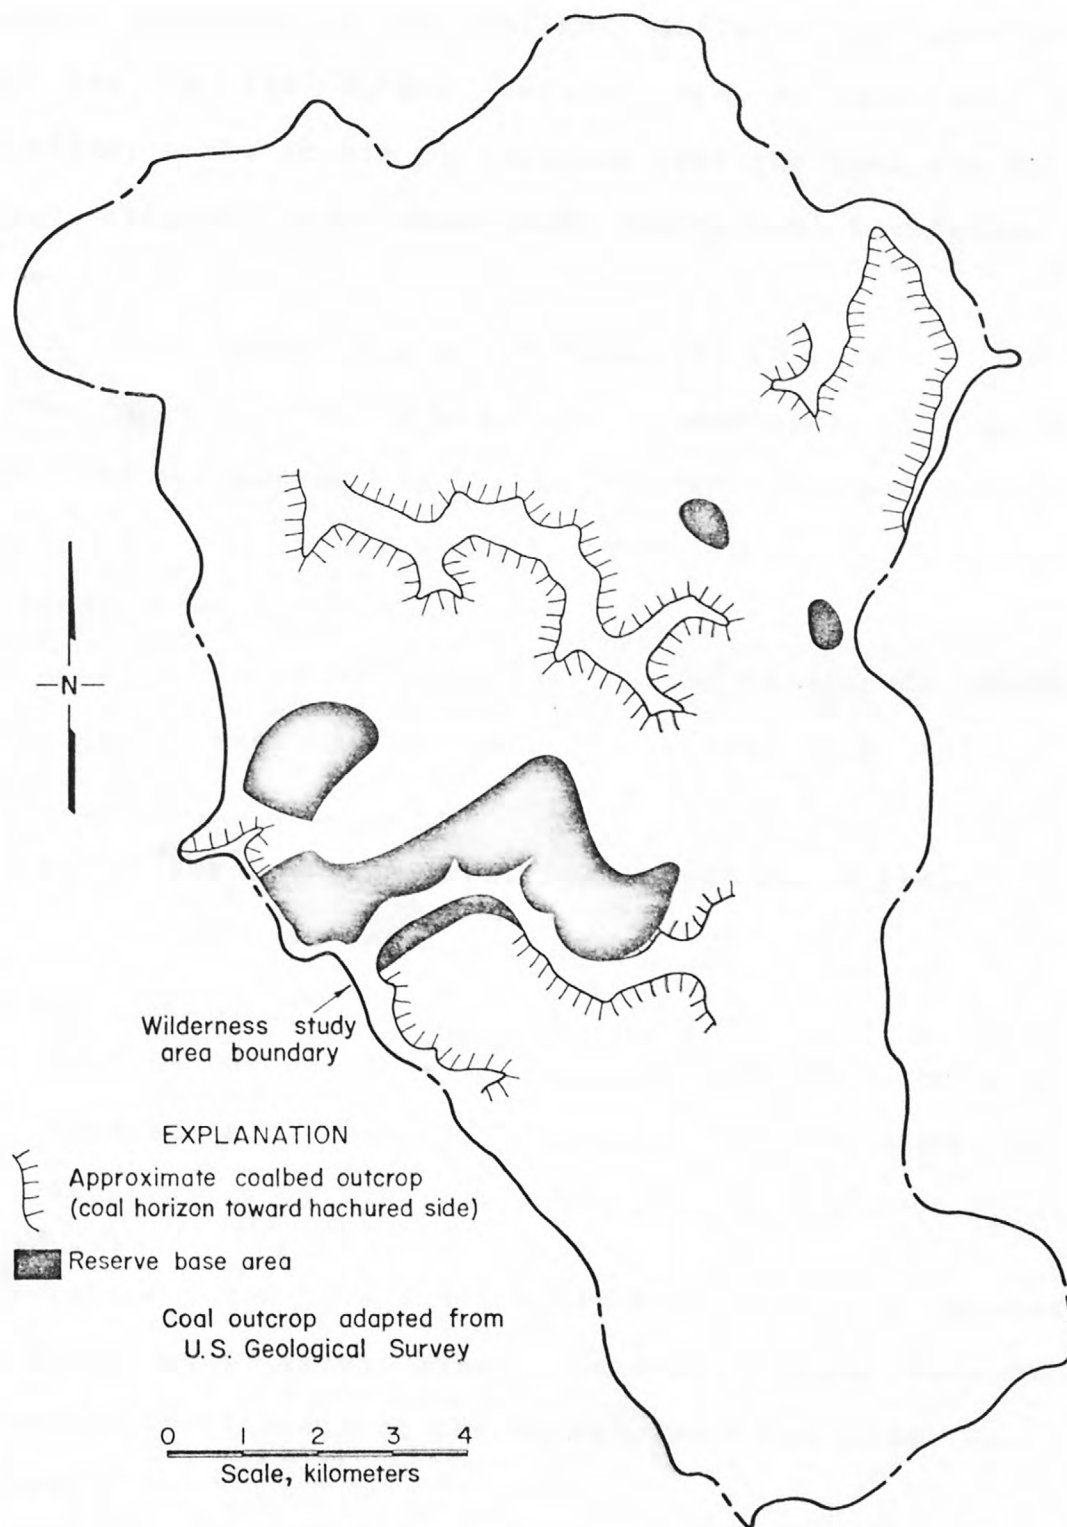 N
Wilderness study
area boundary
EXPLANATION
Approximate coalbed outcrop
(coal horizon toward hachured side)
Reserve base area
Coal outcrop adapted from
U.S. Geological Survey
0 1 2 3 4
Scale, kilometers